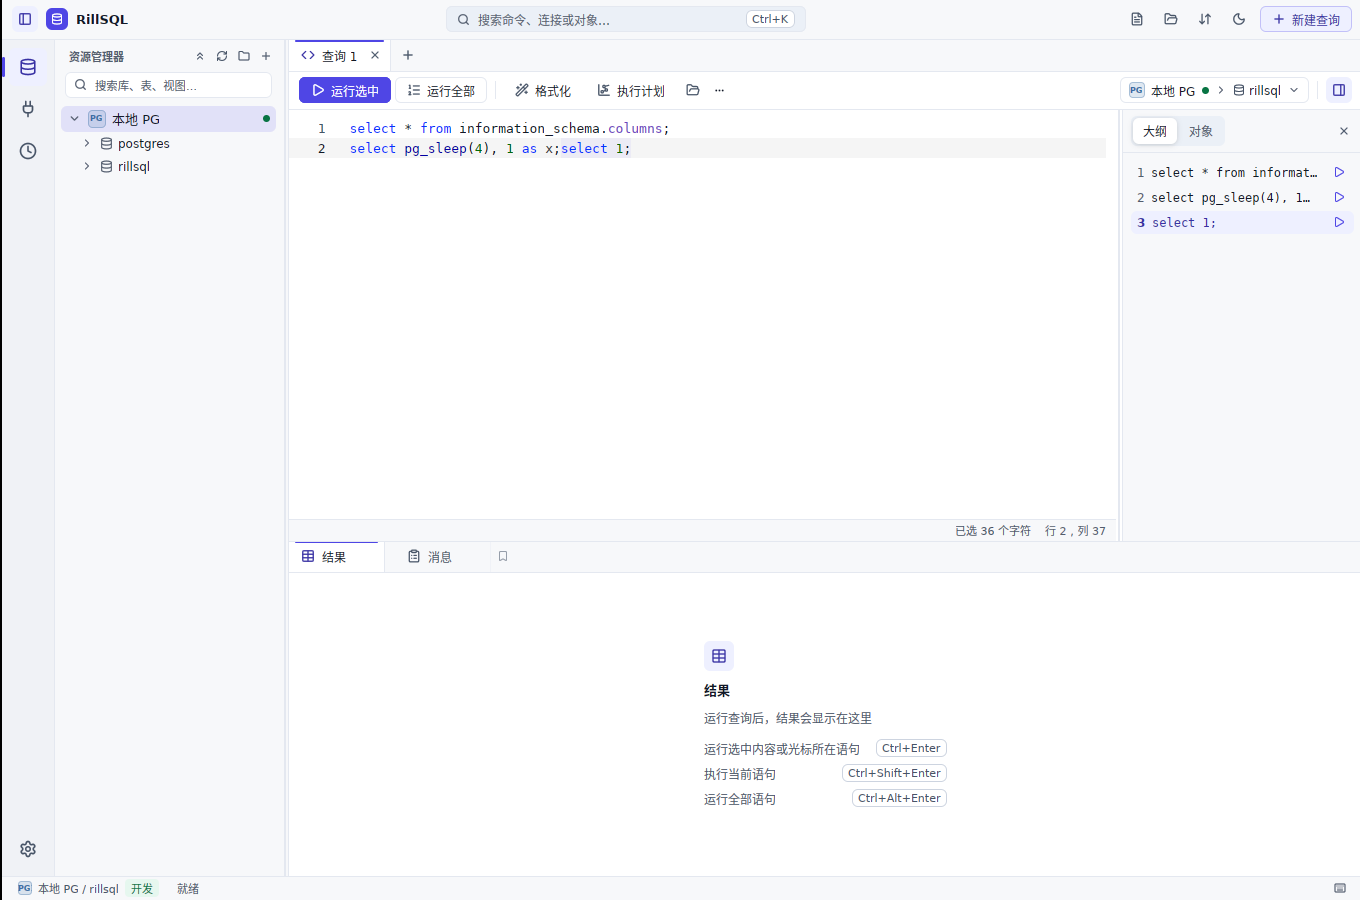 RillSQL
搜索命令、连接或对象...
Ctrl+K
新建查询
资源管理器
搜索库、表、视图...
PG 本地 PG
postgres
rillsql
查询 1
运行选中
运行全部
格式化
执行计划
PG 本地 PG
rillsql
1 select * from information_schema.columns;
2 select pg_sleep(4), 1 as x;select 1;
已选 36 个字符 行 2 , 列 37
大纲 对象
1 select * from informat…
2 select pg_sleep(4), 1…
3 select 1;
结果
消息
结果
运行查询后，结果会显示在这里
运行选中内容或光标所在语句 Ctrl+Enter
执行当前语句 Ctrl+Shift+Enter
运行全部语句 Ctrl+Alt+Enter
PG 本地 PG / rillsql 开发 就绪